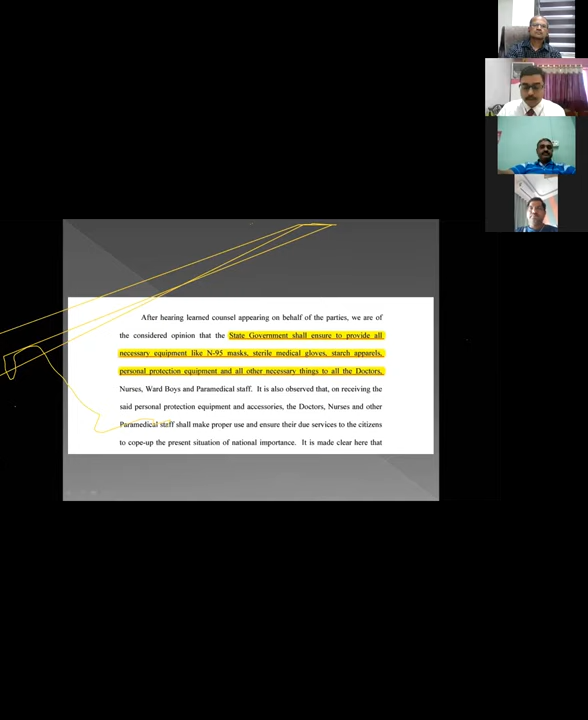 After hearing learned counsel appearing on behalf of the parties, we are of
the considered opinion that the State Government shall ensure to provide all
necessary equipment like N-95 masks, sterile medical gloves, starch apparels,
personal protection equipment and all other necessary things to all the Doctors,
Nurses, Ward Boys and Paramedical staff. It is also observed that, on receiving the
said personal protection equipment and accessories, the Doctors, Nurses and other
Paramedical staff shall make proper use and ensure their due services to the citizens
to cope-up the present situation of national importance. It is made clear here that